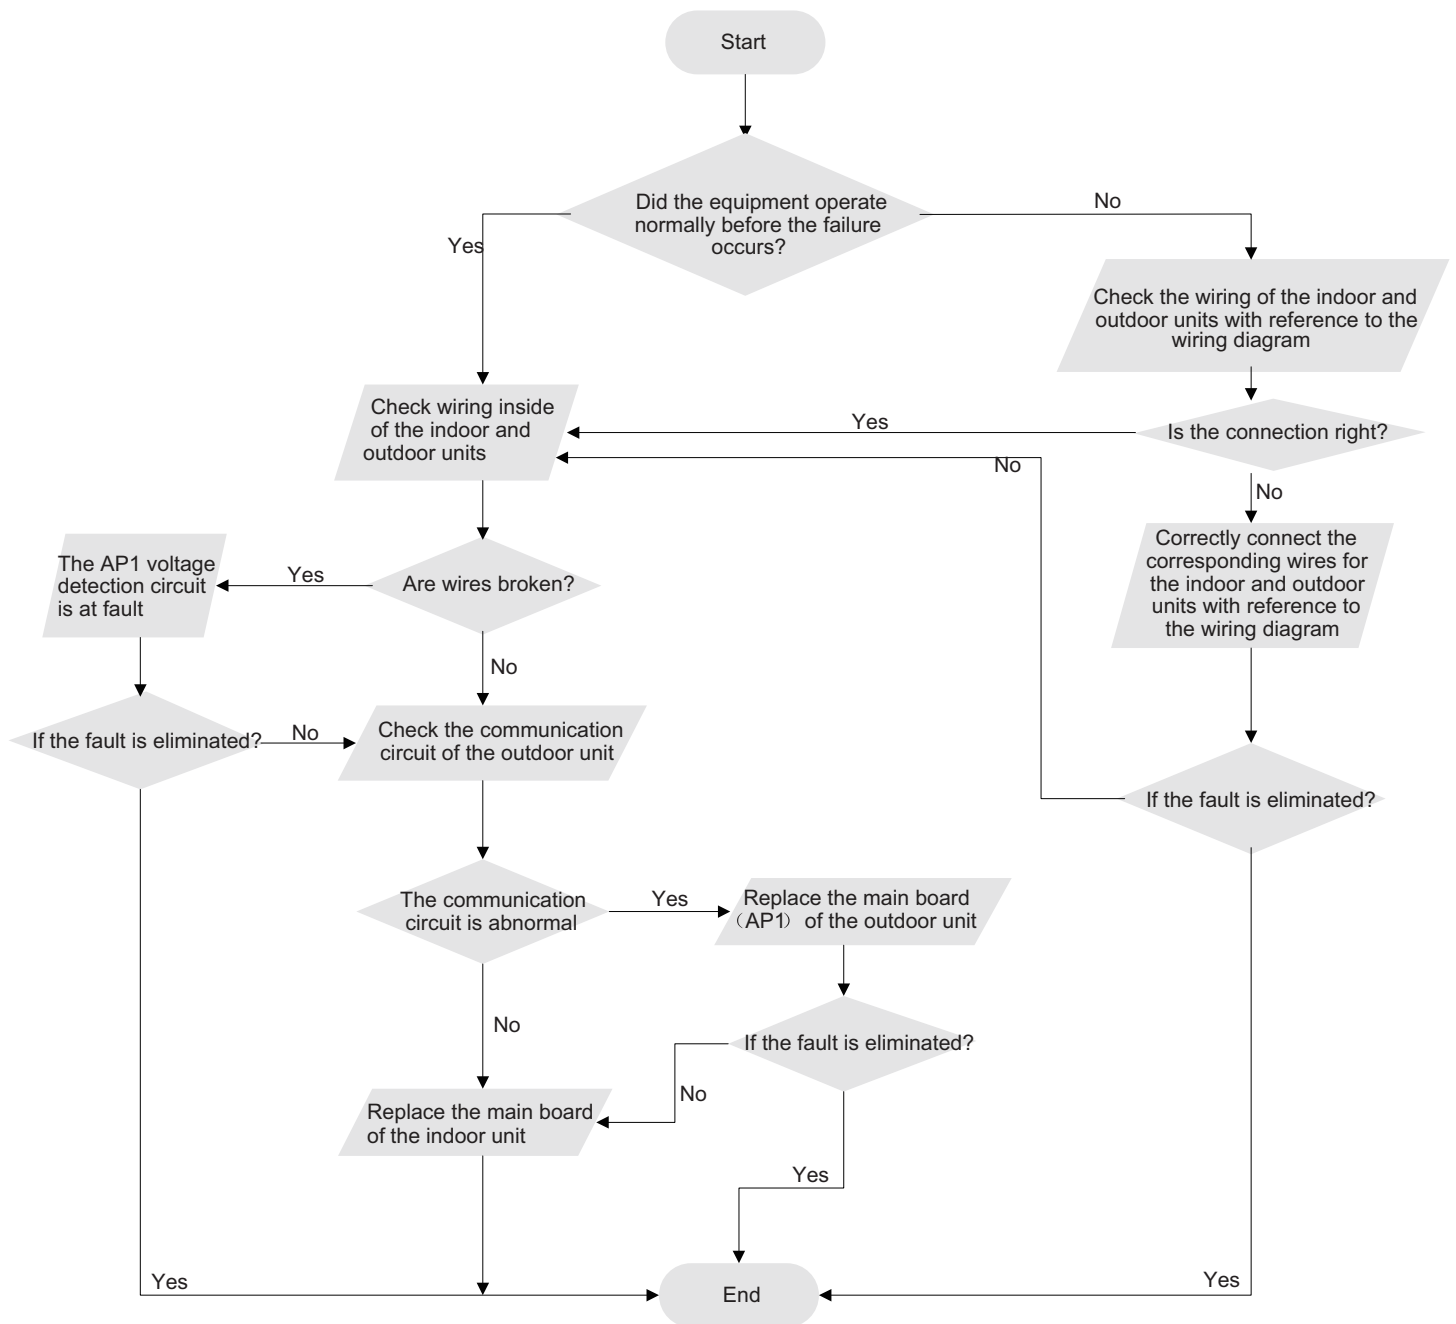 Start
Did the equipment operate
normally before the failure
occurs?
No
Yes
Check the wiring of the indoor and
outdoor units with reference to the
wiring diagram
Check wiring inside
of the indoor and
outdoor units
Yes
Is the connection right?
No
No
Correctly connect the
corresponding wires for
the indoor and outdoor
units with reference to
the wiring diagram
The AP1 voltage
detection circuit
is at fault
Yes
Are wires broken?
No
If the fault is eliminated?
No
Check the communication
circuit of the outdoor unit
If the fault is eliminated?
The communication
circuit is abnormal
Yes
Replace the main board
（AP1） of the outdoor unit
No
If the fault is eliminated?
No
Replace the main board
of the indoor unit
Yes
Yes
End
Yes